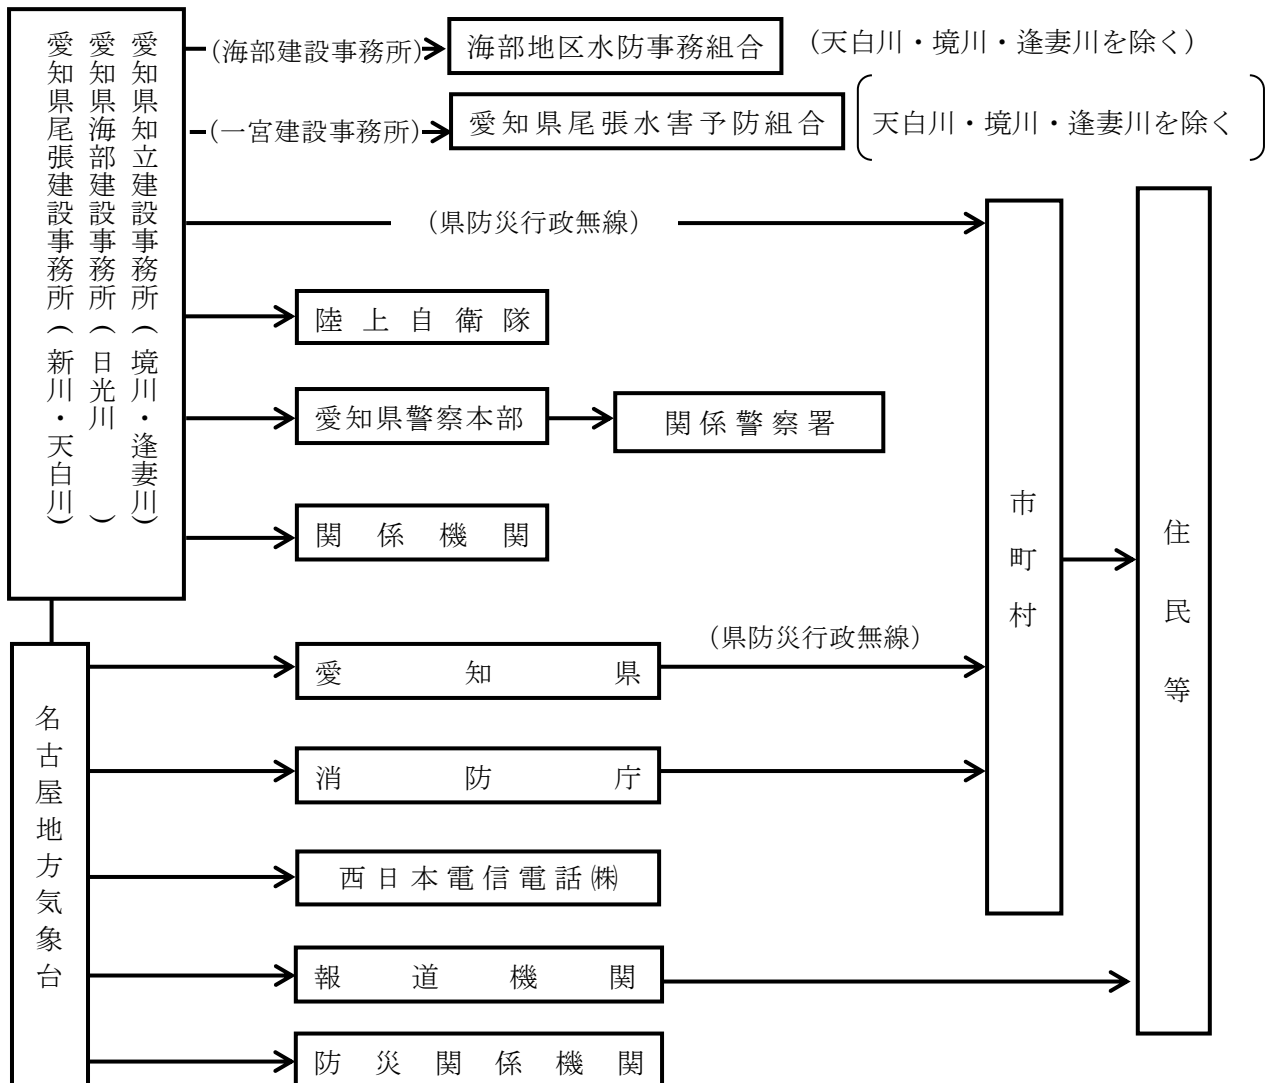 愛知県知立建設事務所(境川・逢妻川)
愛知県海部建設事務所(日光川　　)
愛知県尾張建設事務所(新川・天白川)
(海部建設事務所)
海部地区水防事務組合
(天白川・境川・逢妻川を除く)
(一宮建設事務所)
愛知県尾張水害予防組合
天白川・境川・逢妻川を除く
(県防災行政無線)
陸上自衛隊
愛知県警察本部
関係警察署
関係機関
市町村
住民等
名古屋地方気象台
愛知県
(県防災行政無線)
消防庁
西日本電信電話㈱
報道機関
防災関係機関